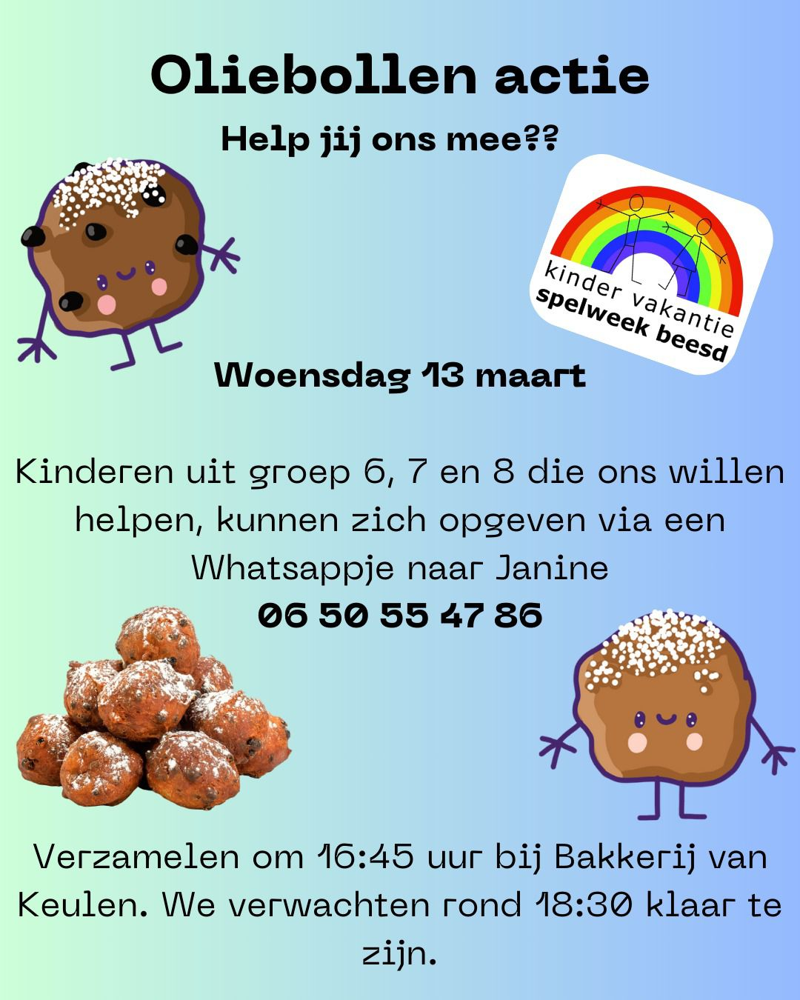 Oliebollen actie
Help jij ons mee??
kinder vakantie
spelweek beesd
Woensdag 13 maart
Kinderen uit groep 6, 7 en 8 die ons willen
helpen, kunnen zich opgeven via een
Whatsappje naar Janine
06 50 55 47 86
Verzamelen om 16:45 uur bij Bakkerij van
Keulen. We verwachten rond 18:30 klaar te
zijn.